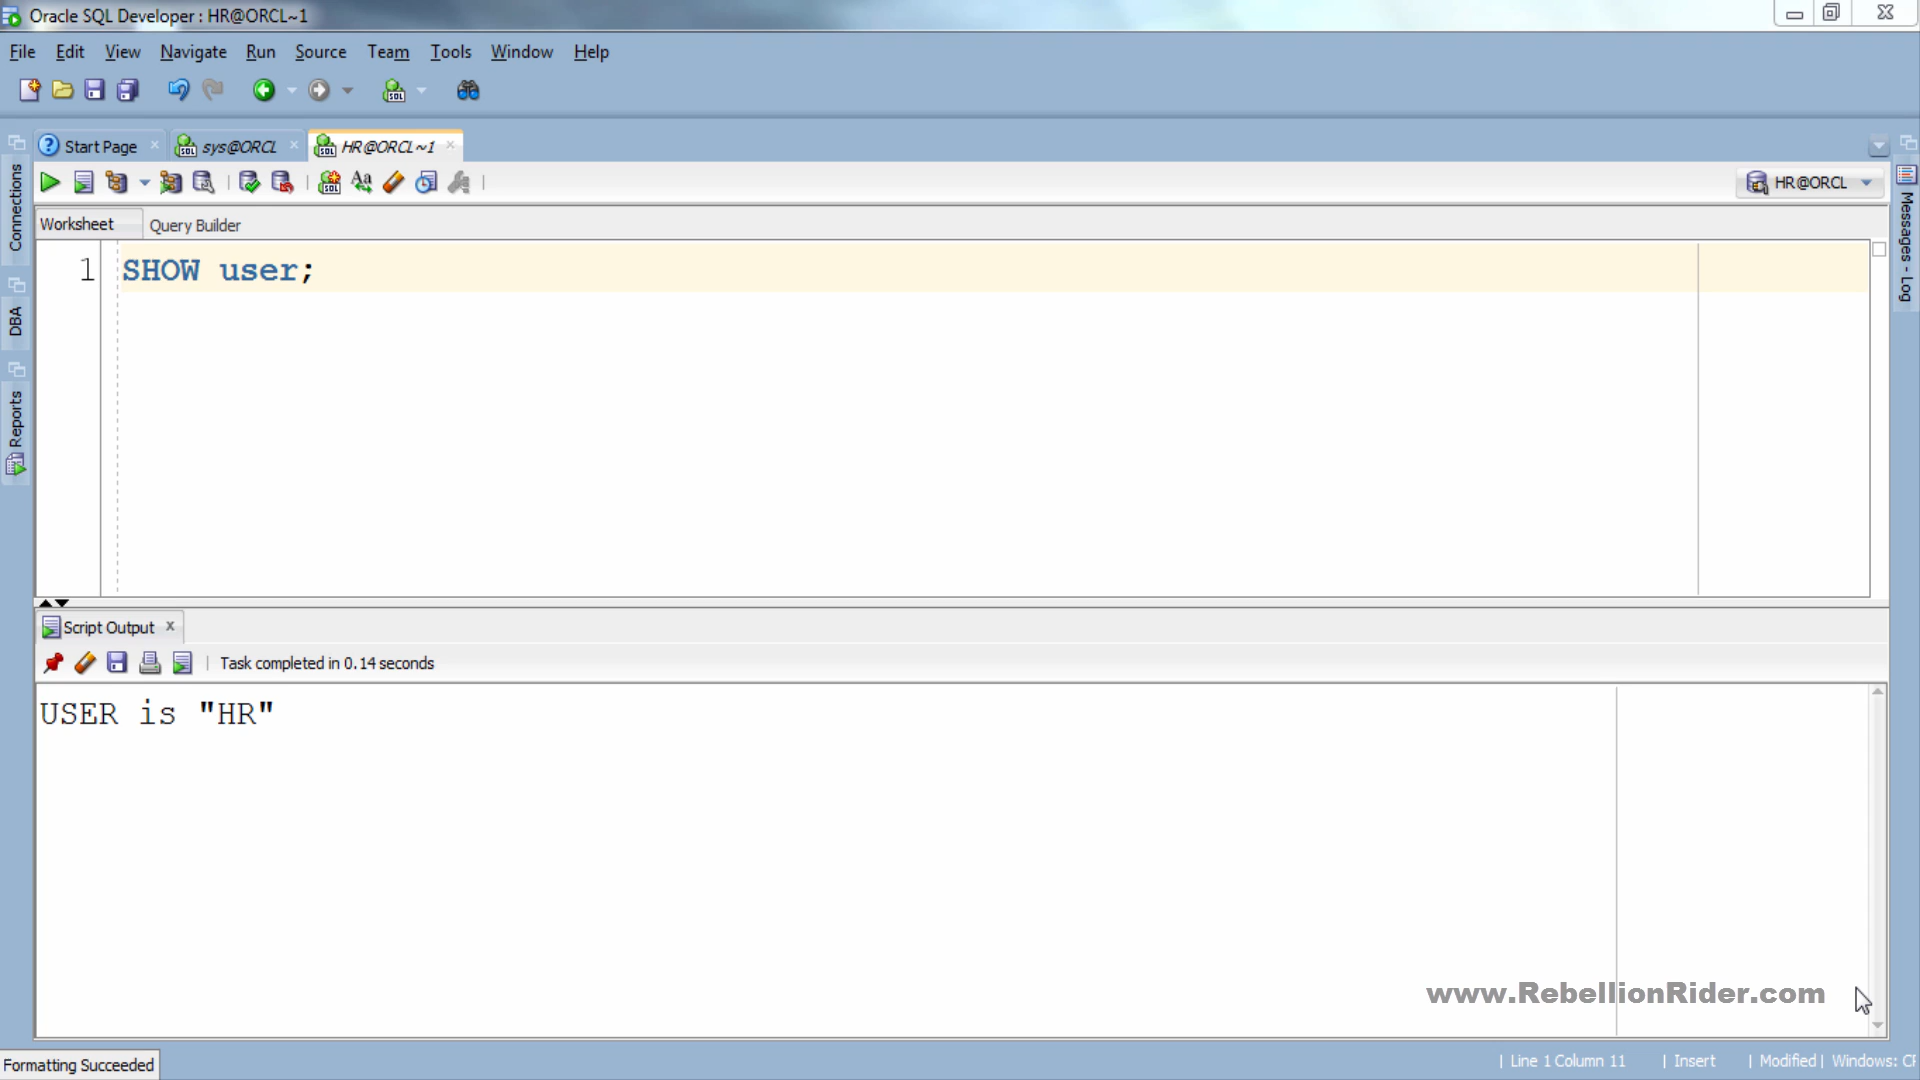 Oracle SQL Developer : HR@ORCL~1
File Edit View Navigate Run Source Team Tools Window Help
Start Page sys@ORCL HR@ORCL~1
HR@ORCL
Worksheet Query Builder
Connections
DBA
Reports
Messages - Log
1 SHOW user;
Script Output
Task completed in 0.14 seconds
USER is "HR"
www.RebellionRider.com
Formatting Succeeded
| Line 1 Column 11 | Insert | Modified | Windows: CF